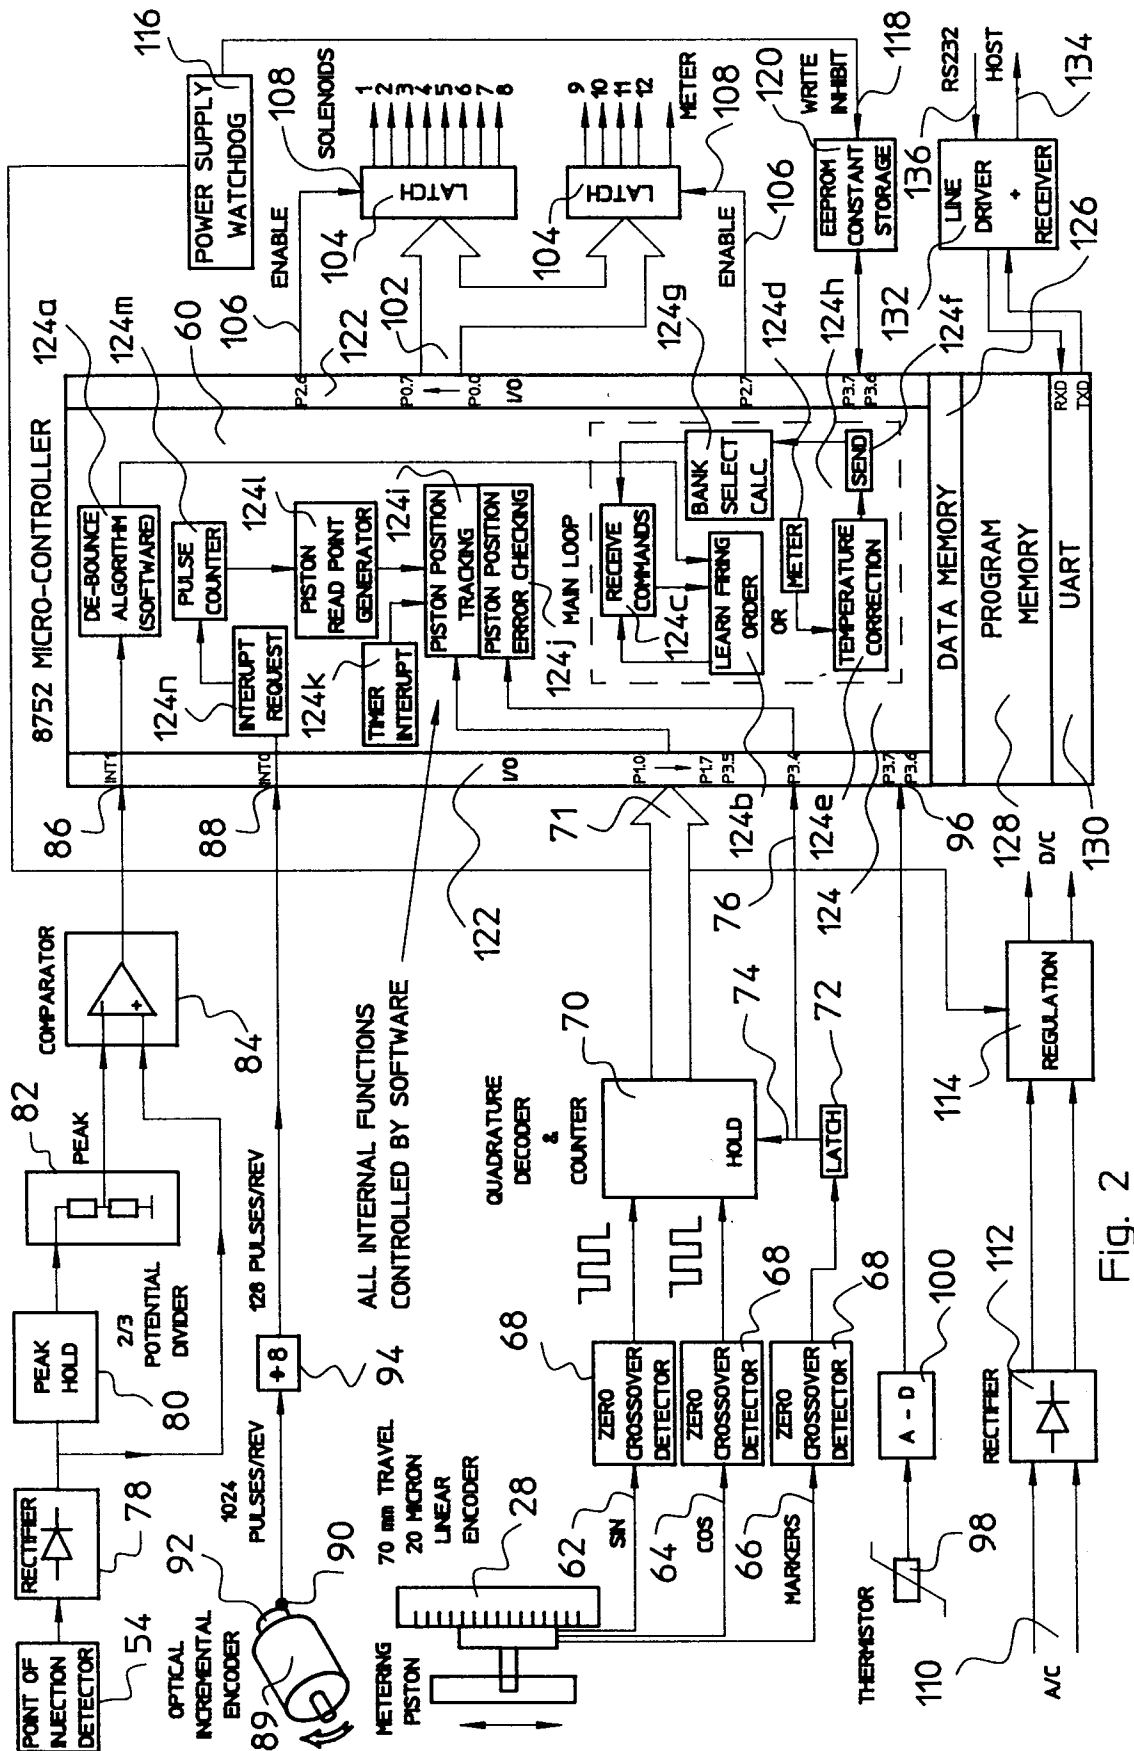 POINT OF
INJECTION
DETECTOR
54
RECTIFIER
78
PEAK
HOLD
80
2/3
POTENTIAL
DIVIDER
82
PEAK
COMPARATOR
+
84
86
INT1
OPTICAL
INCREMENTAL
ENCODER
92
89
90
1024
PULSES/REV
÷8
94
128 PULSES/REV
88
INT0
ALL INTERNAL FUNCTIONS
CONTROLLED BY SOFTWARE
METERING
PISTON
70 mm TRAVEL
20 MICRON
LINEAR
ENCODER
28
62
SIN
64
COS
66
MARKERS
68
ZERO
CROSSOVER
DETECTOR
ZERO
CROSSOVER
DETECTOR
68
ZERO
CROSSOVER
DETECTOR
68
QUADRATURE
DECODER
&
COUNTER
70
HOLD
74
LATCH
72
71
76
THERMISTOR
98
A - D
100
96
110
A/C
RECTIFIER
112
REGULATION
114
D/C
8752 MICRO-CONTROLLER
122
I/O
P1.0
P1.7
P3.5
P3.4
P3.7
P3.6
124a
DE-BOUNCE
ALGORITHM
(SOFTWARE)
124m
PULSE
COUNTER
60
124n
INTERUPT
REQUEST
124l
PISTON
READ POINT
GENERATOR
124k
TIMER
INTERUPT
124i
PISTON POSITION
TRACKING
PISTON POSITION
ERROR CHECKING
124j
MAIN LOOP
RECEIVE
COMMANDS
124c
BANK
SELECT
CALC.
124g
LEARN FIRING
ORDER
124b
OR
METER
124d
124h
TEMPERATURE
CORRECTION
124e
SEND
124f
124
DATA MEMORY
126
PROGRAM
MEMORY
128
UART
130
RXD
TXD
P2.6
P0.7
P0.0
I/O
P2.7
P3.7
P3.6
122
102
106
ENABLE
POWER SUPPLY
WATCHDOG
116
108
SOLENOIDS
LATCH
104
1
2
3
4
5
6
7
8
LATCH
104
9
10
11
12
METER
108
106
ENABLE
WRITE
INHIBIT
118
120
EEPROM
CONSTANT
STORAGE
136
RS232
HOST
134
LINE
DRIVER
+
RECEIVER
132
Fig. 2